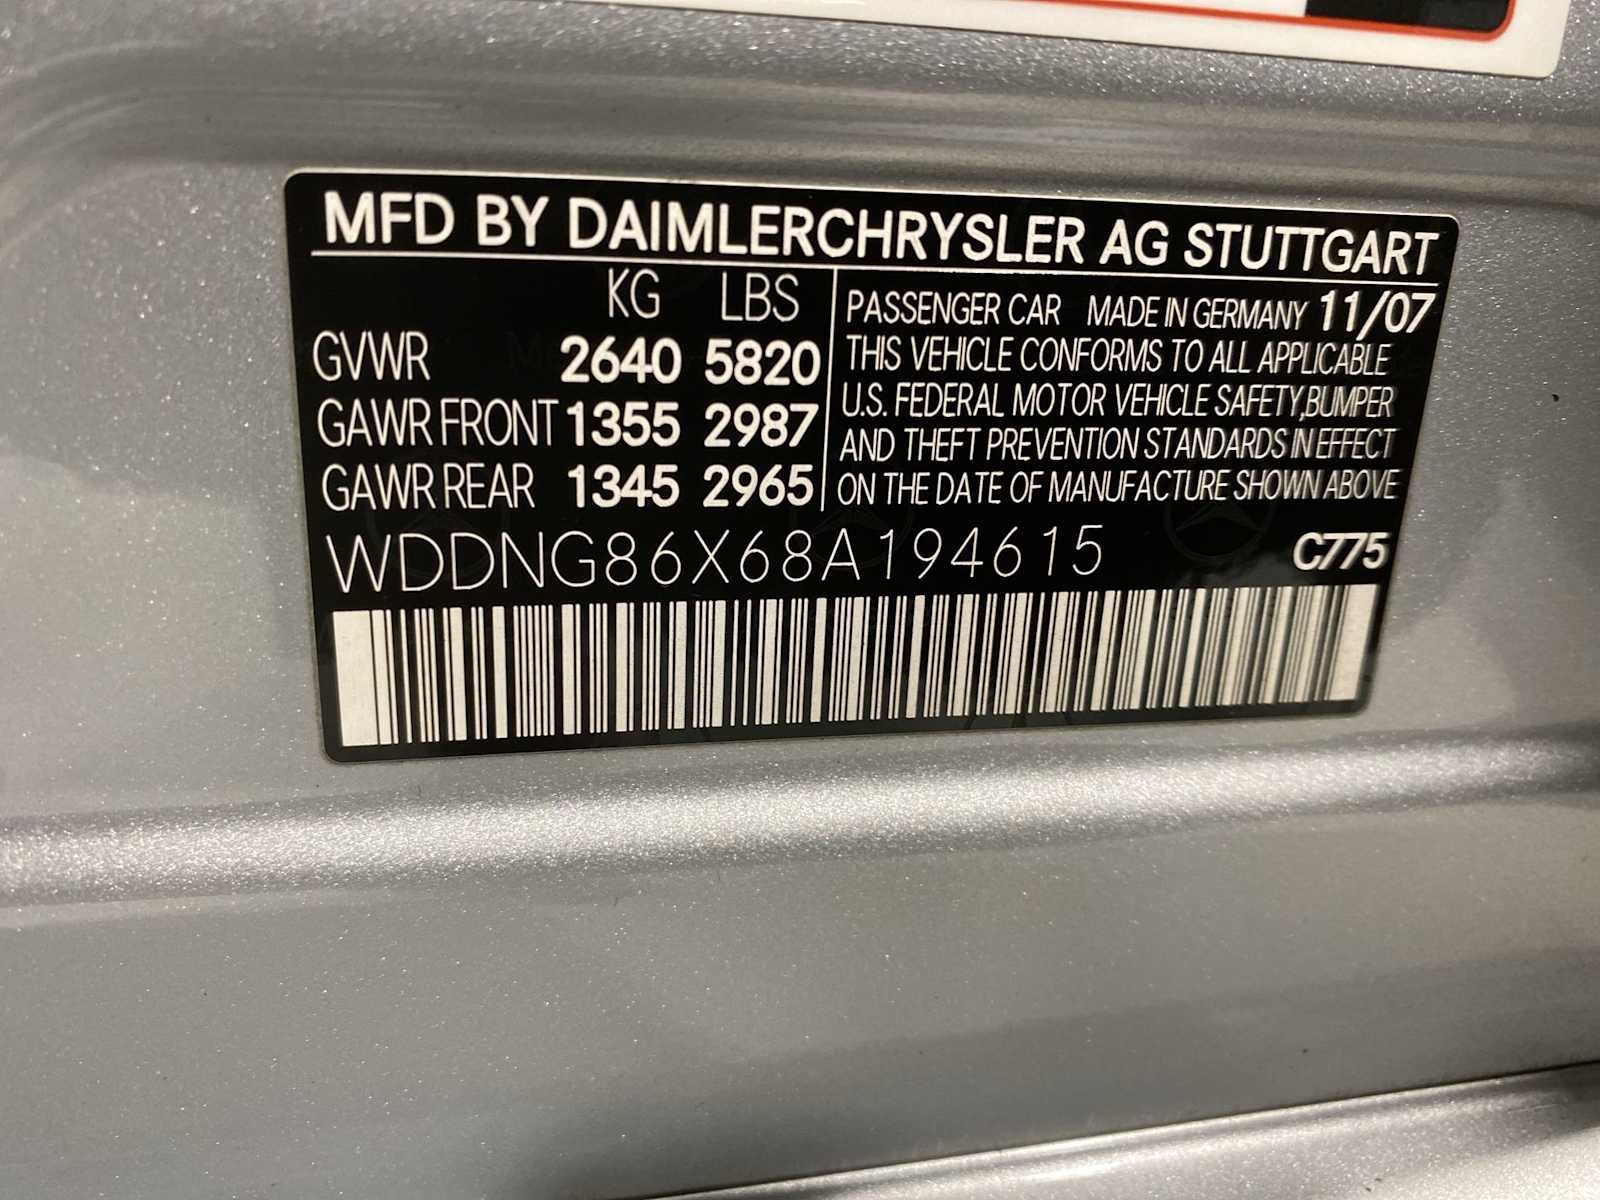 MFD BY DAIMLERCHRYSLER AG STUTTGART
KG LBS
GVWR 2640 5820
GAWR FRONT 1355 2987
GAWR REAR 1345 2965
PASSENGER CAR MADE IN GERMANY 11/07
THIS VEHICLE CONFORMS TO ALL APPLICABLE
U.S. FEDERAL MOTOR VEHICLE SAFETY, BUMPER
AND THEFT PREVENTION STANDARDS IN EFFECT
ON THE DATE OF MANUFACTURE SHOWN ABOVE
WDDNG86X68A194615 C775